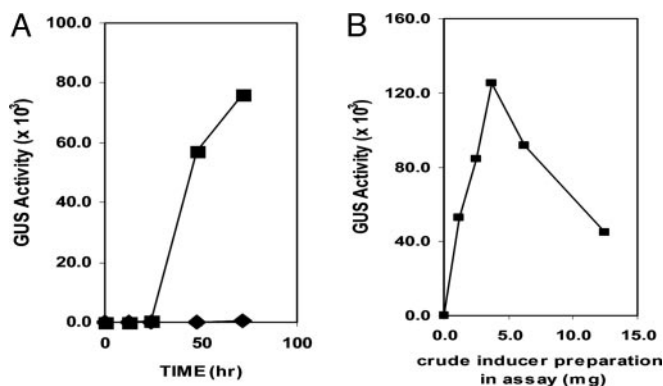 A
GUS Activity (x 10³)
100.0
80.0
60.0
40.0
20.0
0.0
0
50
100
TIME (hr)
B
GUS Activity (x 10³)
160.0
120.0
80.0
40.0
0.0
0.0
5.0
10.0
15.0
crude inducer preparation
in assay (mg)